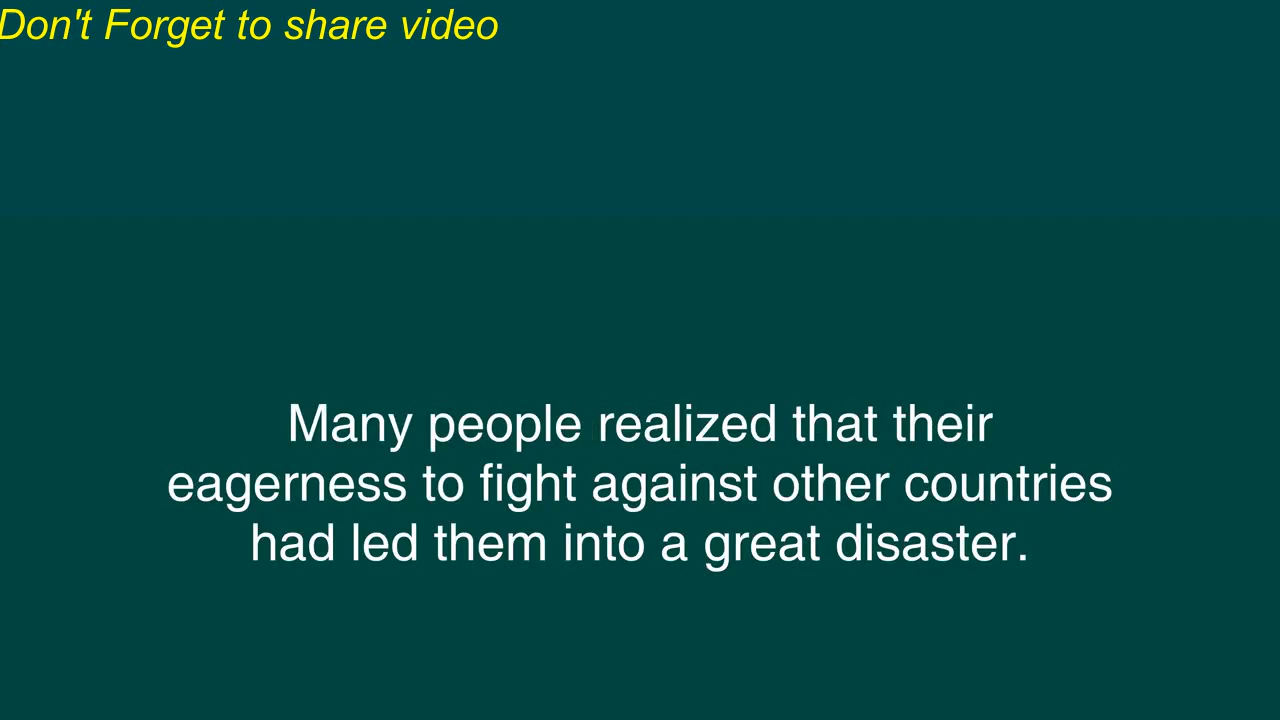 Don't Forget to share video
Many people realized that their
eagerness to fight against other countries
had led them into a great disaster.